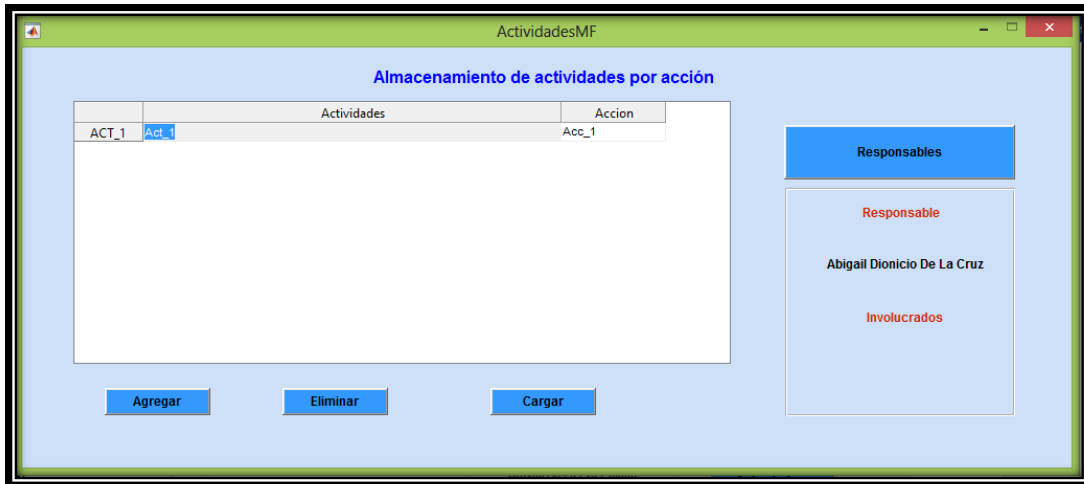 ActividadesMF
Almacenamiento de actividades por acción
Actividades Accion
ACT_1 Act_1 Acc_1
Responsables
Responsable
Abigail Dionicio De La Cruz
Involucrados
Agregar Eliminar Cargar